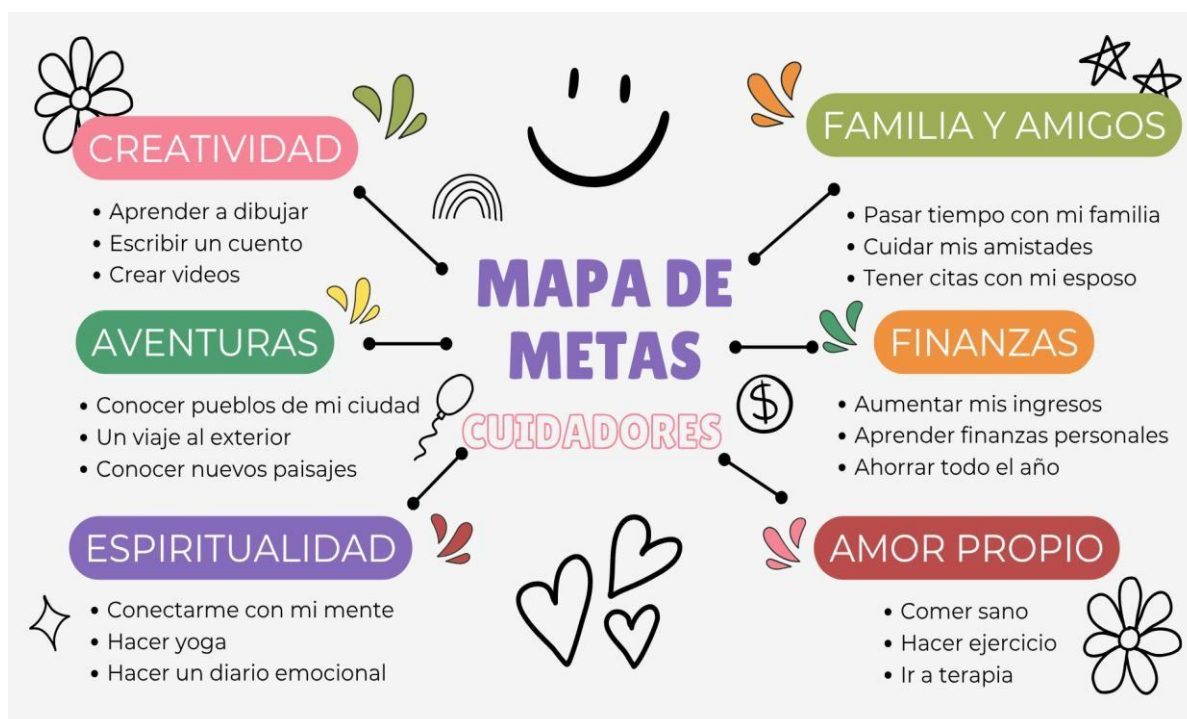 MAPA DE
METAS
CUIDADORES
CREATIVIDAD
• Aprender a dibujar
• Escribir un cuento
• Crear videos
AVENTURAS
• Conocer pueblos de mi ciudad
• Un viaje al exterior
• Conocer nuevos paisajes
ESPIRITUALIDAD
• Conectarme con mi mente
• Hacer yoga
• Hacer un diario emocional
FAMILIA Y AMIGOS
• Pasar tiempo con mi familia
• Cuidar mis amistades
• Tener citas con mi esposo
FINANZAS
• Aumentar mis ingresos
• Aprender finanzas personales
• Ahorrar todo el año
$
AMOR PROPIO
• Comer sano
• Hacer ejercicio
• Ir a terapia